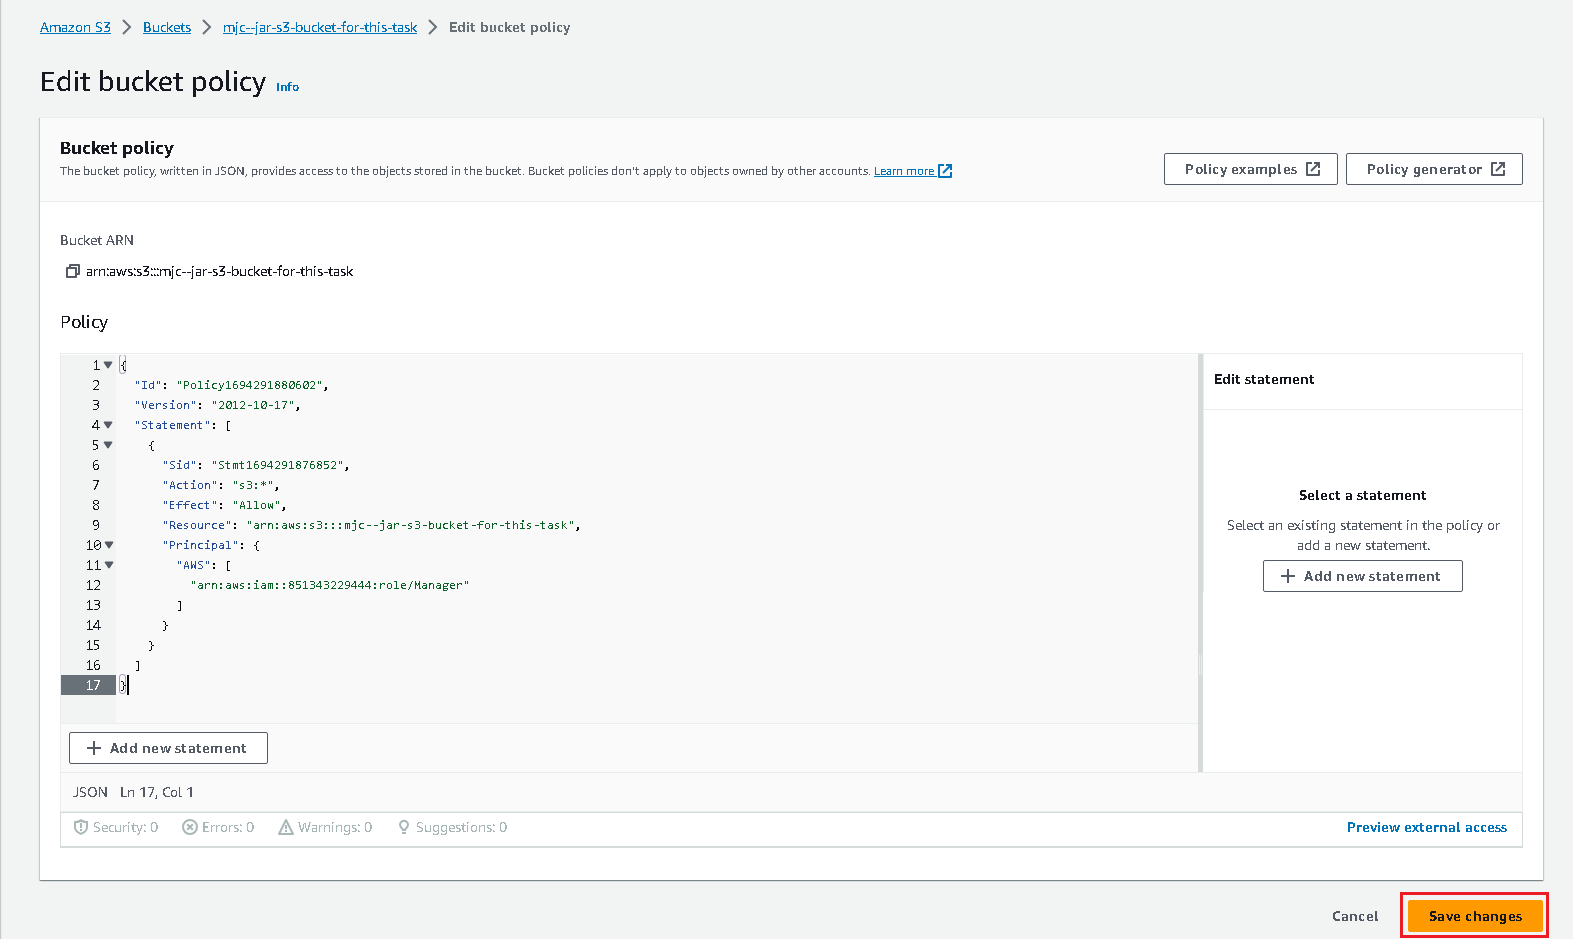 Amazon S3 > Buckets > mjc--jar-s3-bucket-for-this-task > Edit bucket policy
Edit bucket policy Info
Bucket policy
The bucket policy, written in JSON, provides access to the objects stored in the bucket. Bucket policies don't apply to objects owned by other accounts. Learn more
Policy examples
Policy generator
Bucket ARN
arn:aws:s3:::mjc--jar-s3-bucket-for-this-task
Policy
1 {
2 "Id": "Policy1694291880602",
3 "Version": "2012-10-17",
4 "Statement": [
5 {
6 "Sid": "Stmt1694291876852",
7 "Action": "s3:*",
8 "Effect": "Allow",
9 "Resource": "arn:aws:s3:::mjc--jar-s3-bucket-for-this-task",
10 "Principal": {
11 "AWS": [
12 "arn:aws:iam::851343229444:role/Manager"
13 ]
14 }
15 }
16 ]
17 }
+ Add new statement
JSON Ln 17, Col 1
Security: 0 Errors: 0 Warnings: 0 Suggestions: 0
Edit statement
Select a statement
Select an existing statement in the policy or
add a new statement.
+ Add new statement
Preview external access
Cancel
Save changes